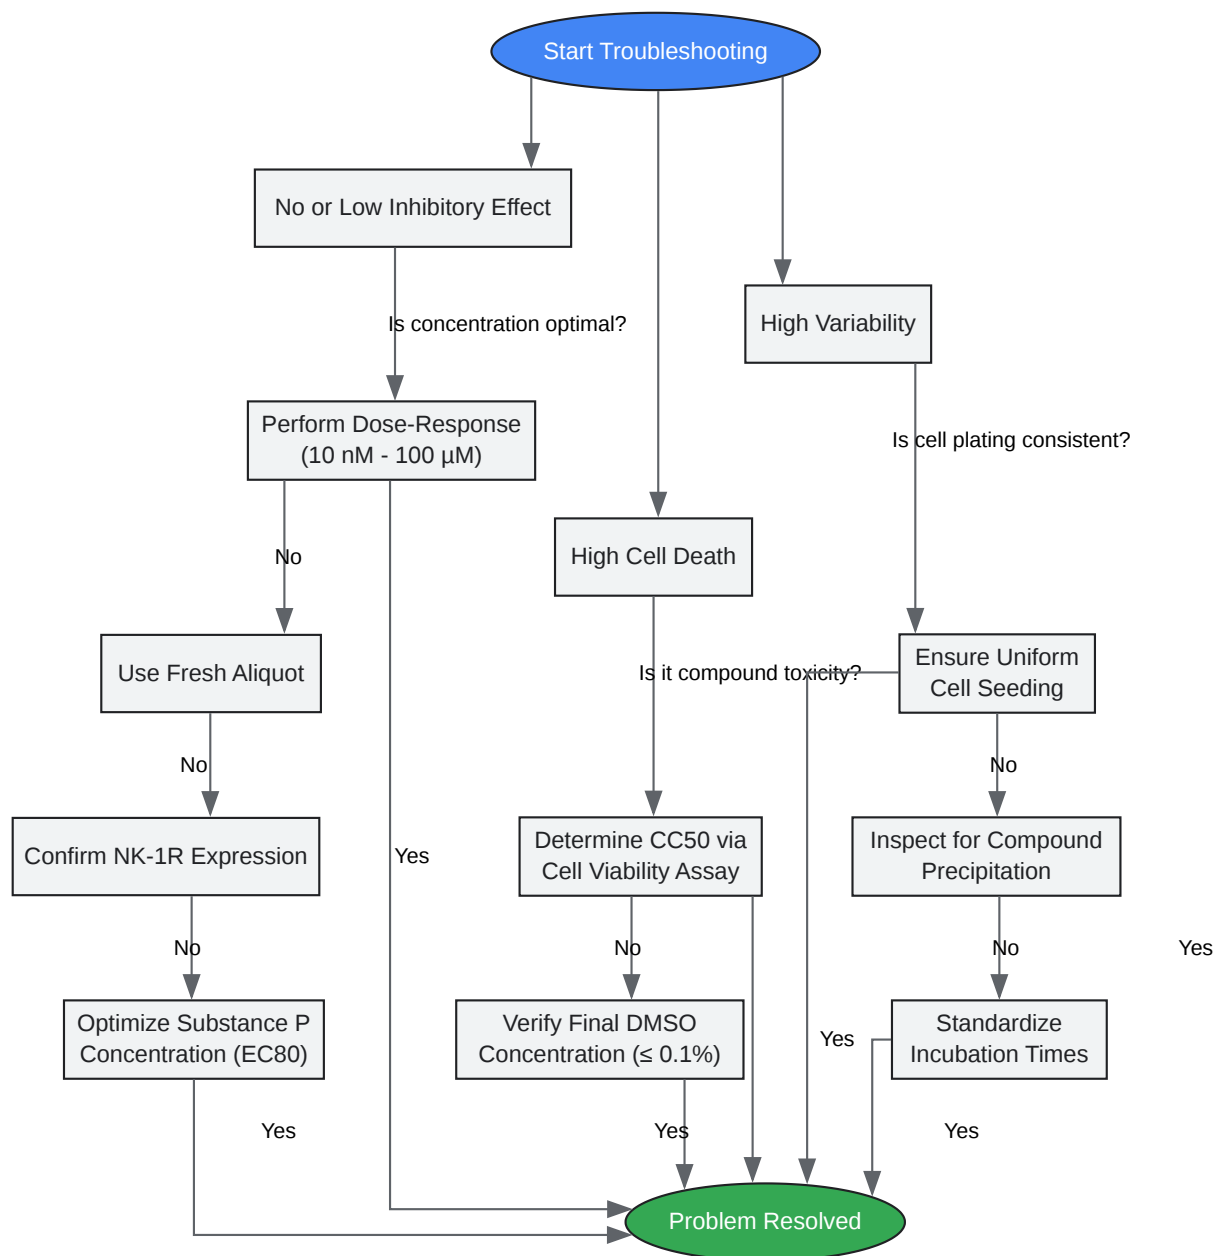 Start Troubleshooting
No or Low Inhibitory Effect
High Variability
Is concentration optimal?
Perform Dose-Response
(10 nM - 100 µM)
Is cell plating consistent?
No
High Cell Death
Use Fresh Aliquot
Is it compound toxicity?
Ensure Uniform
Cell Seeding
No
No
Confirm NK-1R Expression
Yes
Determine CC50 via
Cell Viability Assay
Inspect for Compound
Precipitation
No
No
No
Yes
Optimize Substance P
Concentration (EC80)
Verify Final DMSO
Concentration (≤ 0.1%)
Yes
Standardize
Incubation Times
Yes
Yes
Yes
Problem Resolved